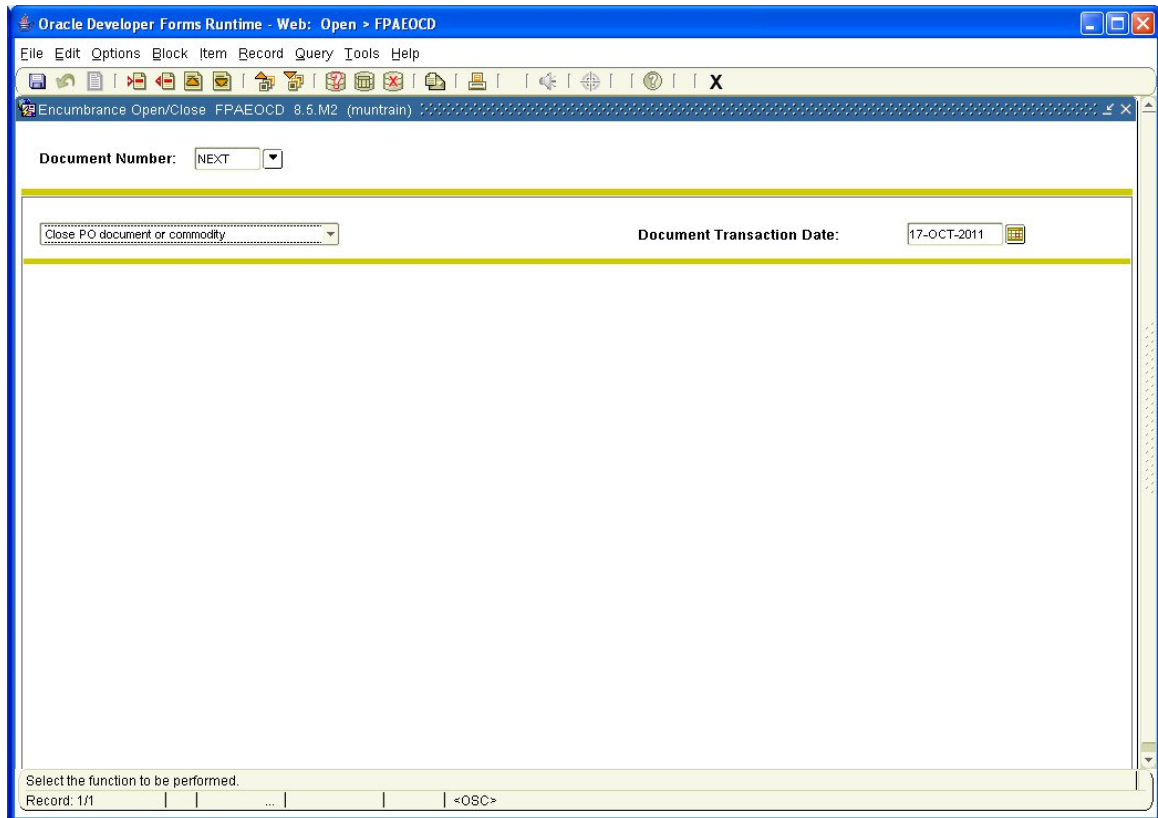 Oracle Developer Forms Runtime - Web: Open > FPAEOCD
File Edit Options Block Item Record Query Tools Help
X
Encumbrance Open/Close FPAEOCD 8.5.M2 (muntrain)
Document Number: NEXT
Close PO document or commodity Document Transaction Date: 17-OCT-2011
Select the function to be performed.
Record: 1/1 ... <OSC>